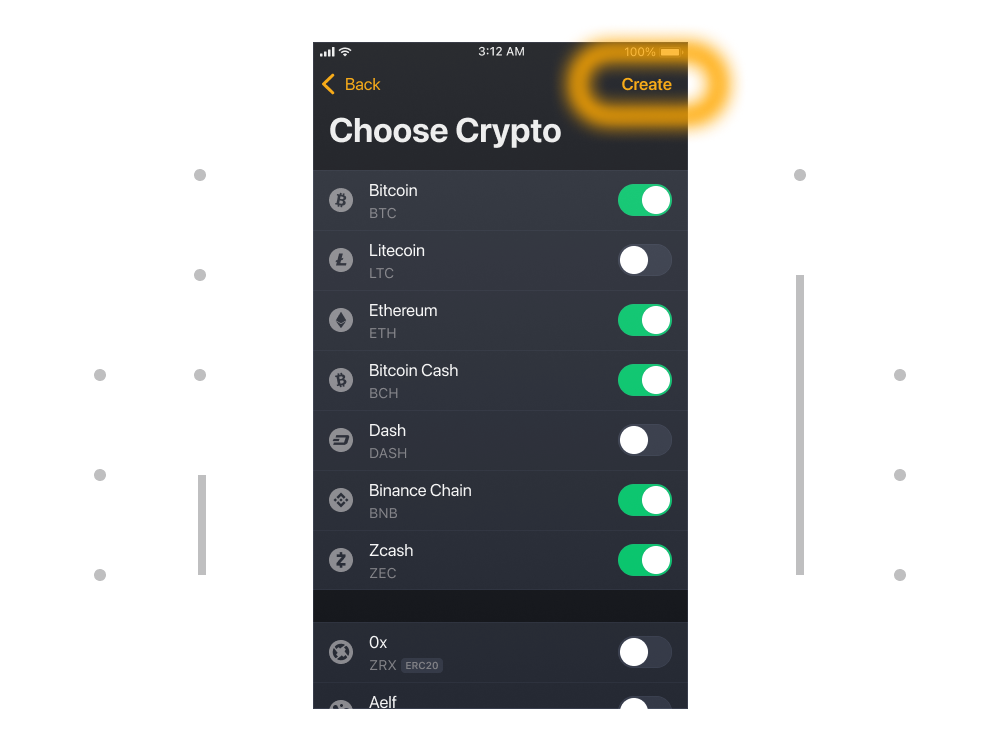 3:12 AM
100%
Back
Create
Choose Crypto
Bitcoin
BTC
Litecoin
LTC
Ethereum
ETH
Bitcoin Cash
BCH
Dash
DASH
Binance Chain
BNB
Zcash
ZEC
0x
ZRX ERC20
Aelf